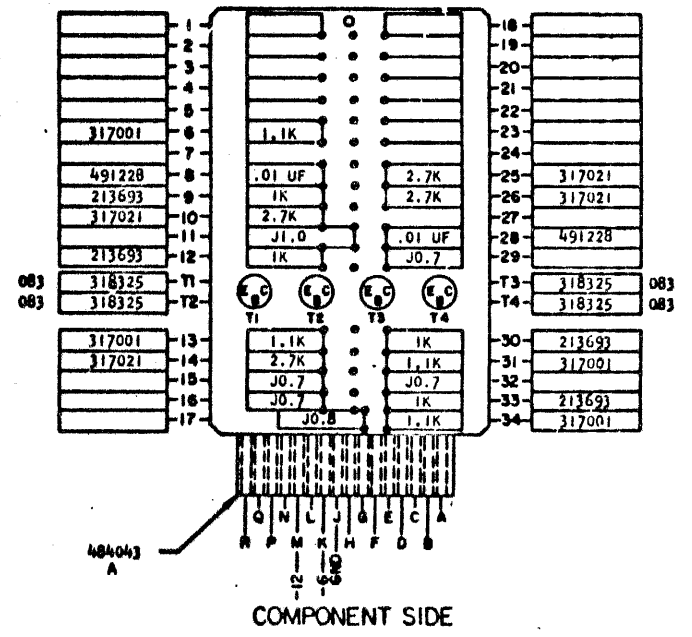 1 18
2 19
3 20
4 21
5 22
317001 6 1.1K 23
7 24
491228 8 .01 UF 2.7K 25 317021
213693 9 1K 2.7K 26 317021
317021 10 2.7K 27
11 J1.0 .01 UF 28 491228
213693 12 1K J0.7 29
083 318325 T1 E B C E B C E B C E B C T3 318325 083
083 318325 T2 T1 T2 T3 T4 T4 318325 083
317001 13 1.1K 1K 30 213693
317021 14 2.7K 1.1K 31 317001
15 J0.7 J0.7 32
16 J0.7 1K 33 213693
17 J0.8 1.1K 34 317001
Q N L J G E C A
R P M K H F D B
484043
A
-12 -6 GND
COMPONENT SIDE